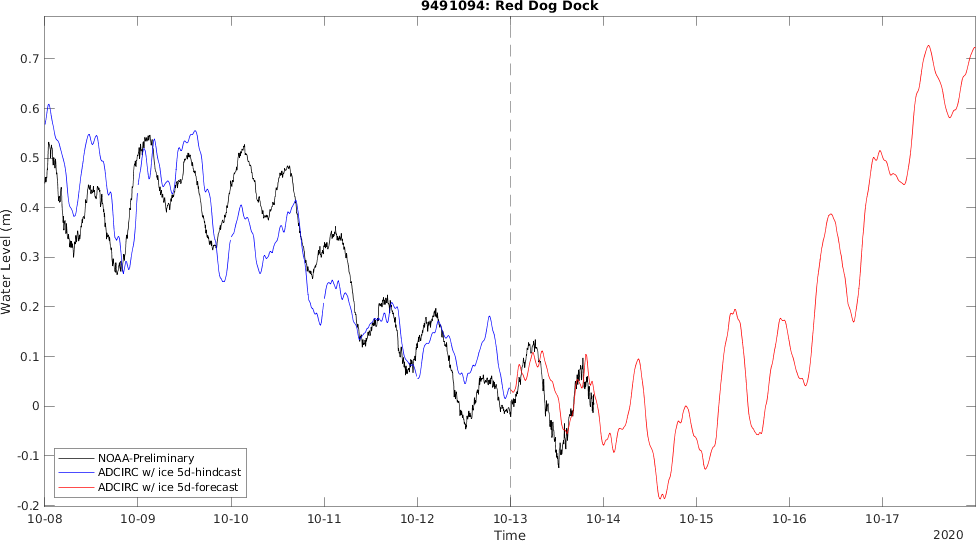 9491094: Red Dog Dock
Water Level (m)
0.7
0.6
0.5
0.4
0.3
0.2
0.1
0
-0.1
-0.2
NOAA-Preliminary
ADCIRC w/ ice 5d-hindcast
ADCIRC w/ ice 5d-forecast
10-08 10-09 10-10 10-11 10-12 10-13 10-14 10-15 10-16 10-17
Time
2020